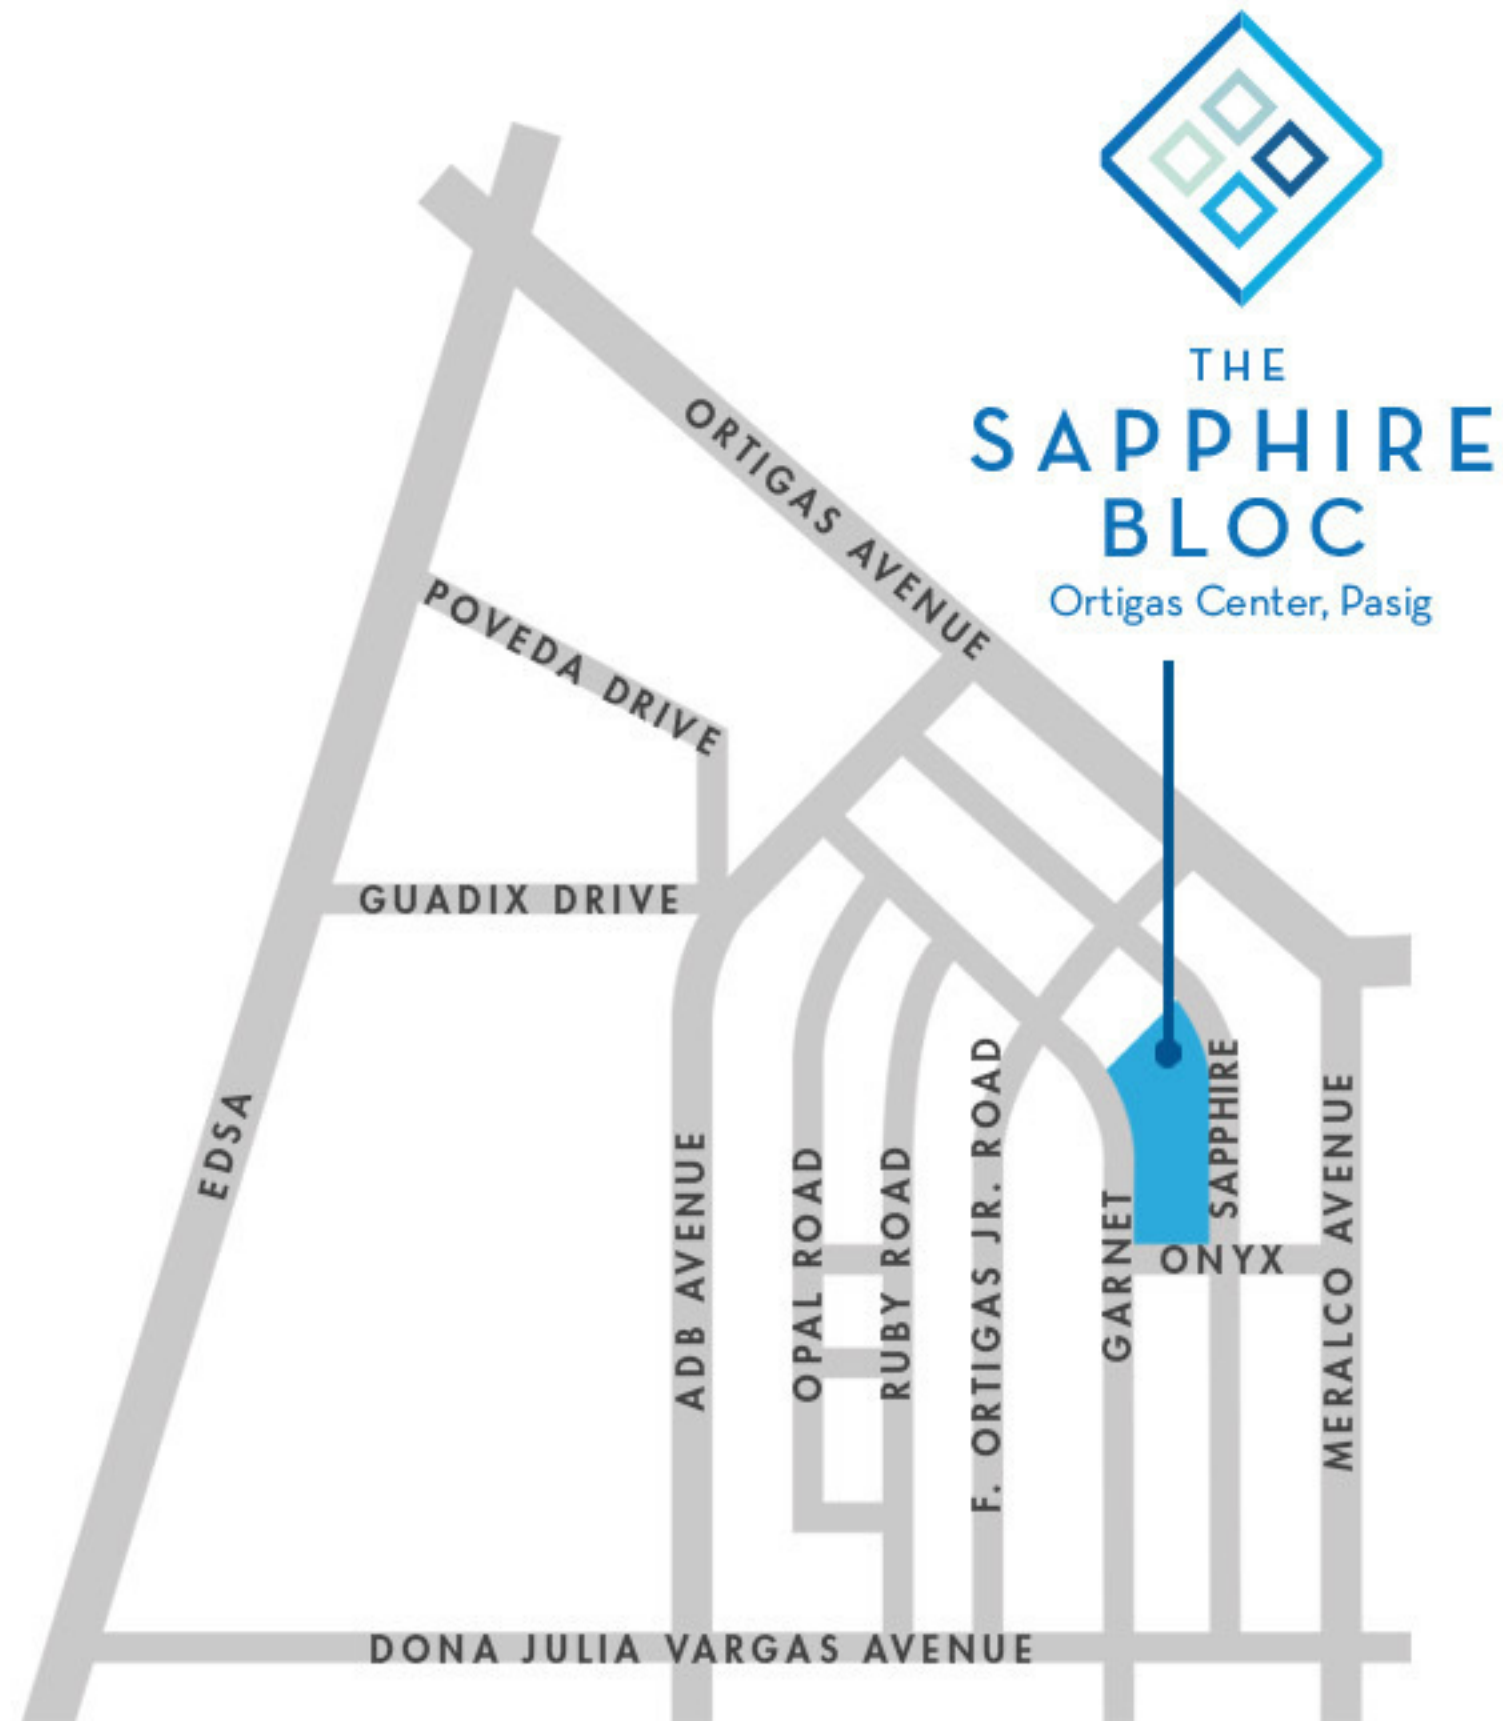 THE
SAPPHIRE
BLOC
Ortigas Center, Pasig
ORTIGAS AVENUE
POVEDA DRIVE
GUADIX DRIVE
EDSA
ADB AVENUE
OPAL ROAD
RUBY ROAD
F. ORTIGAS JR. ROAD
GARNET
SAPPHIRE
ONYX
MERALCO AVENUE
DONA JULIA VARGAS AVENUE